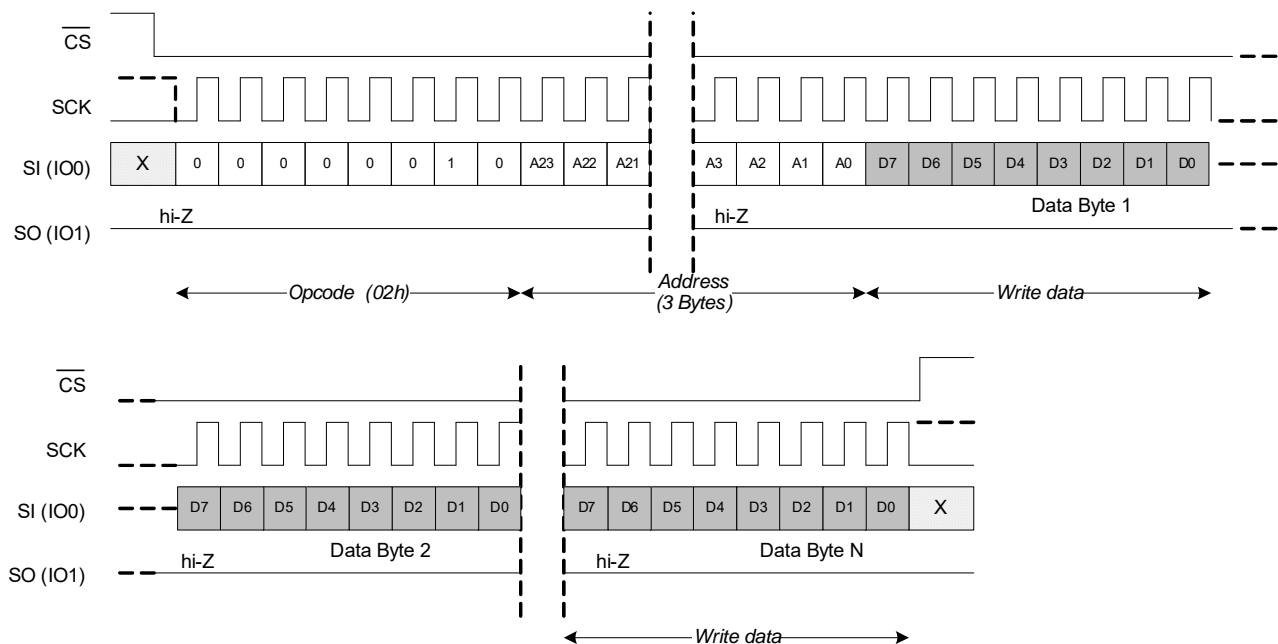 CS
SCK
SI (IO0) X 0 0 0 0 0 0 1 0 A23 A22 A21 A3 A2 A1 A0 D7 D6 D5 D4 D3 D2 D1 D0
hi-Z hi-Z Data Byte 1
SO (IO1)
Opcode (02h) Address Write data
(3 Bytes)
CS
SCK
SI (IO0) D7 D6 D5 D4 D3 D2 D1 D0 D7 D6 D5 D4 D3 D2 D1 D0 X
hi-Z Data Byte 2 hi-Z Data Byte N
SO (IO1)
Write data